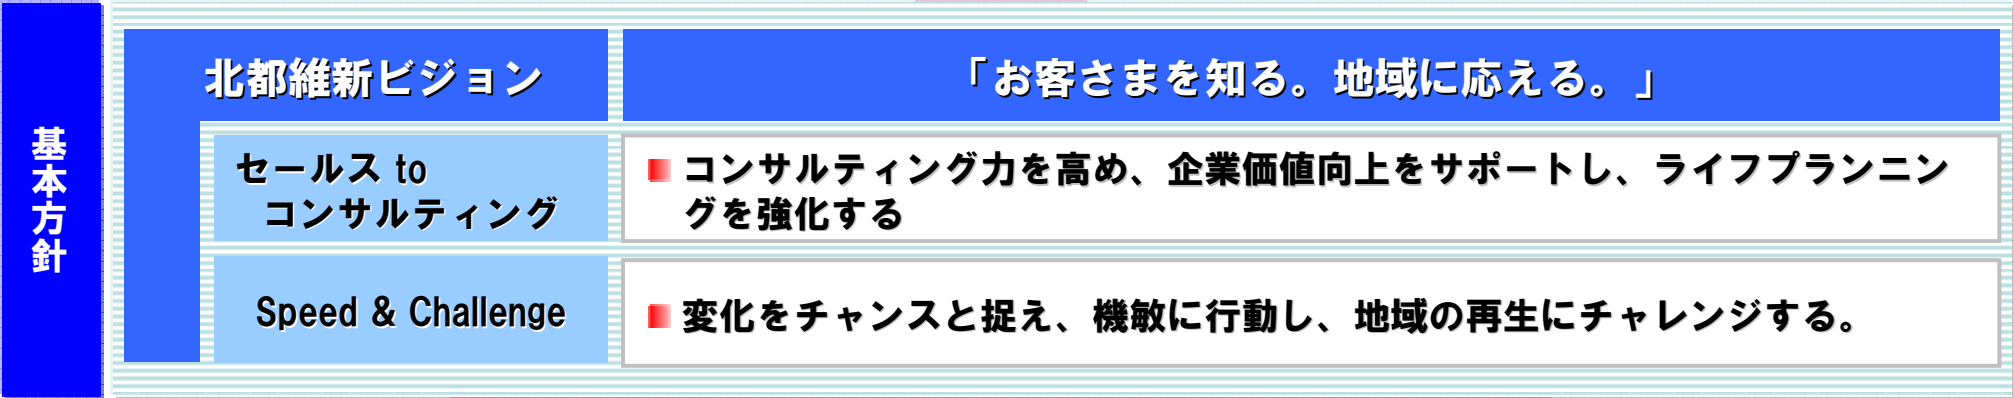 基本方針
北都維新ビジョン
「お客さまを知る。地域に応える。」
セールス to
コンサルティング
コンサルティング力を高め、企業価値向上をサポートし、ライフプランニン
グを強化する
Speed & Challenge
変化をチャンスと捉え、機敏に行動し、地域の再生にチャレンジする。